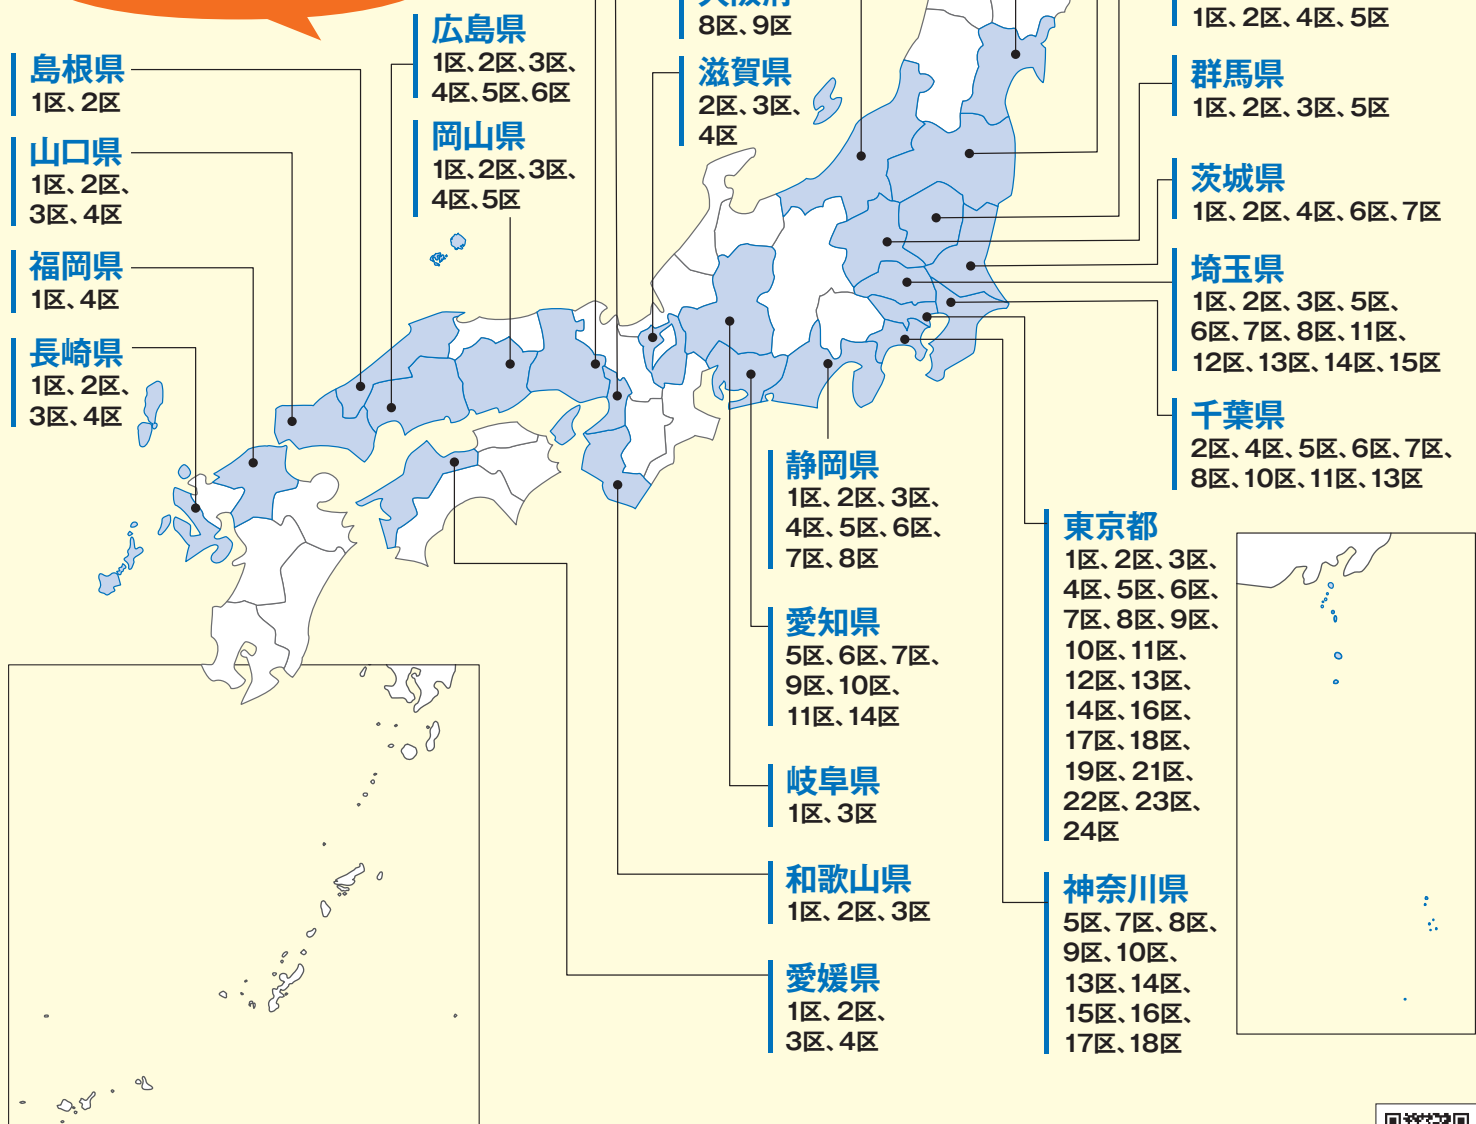 島根県
1区、2区
山口県
1区、2区、
3区、4区
福岡県
1区、4区
長崎県
1区、2区、
3区、4区
広島県
1区、2区、3区、
4区、5区、6区
岡山県
1区、2区、3区、
4区、5区
大阪府
8区、9区
滋賀県
2区、3区、
4区
1区、2区、4区、5区
群馬県
1区、2区、3区、5区
茨城県
1区、2区、4区、6区、7区
埼玉県
1区、2区、3区、5区、
6区、7区、8区、11区、
12区、13区、14区、15区
千葉県
2区、4区、5区、6区、7区、
8区、10区、11区、13区
静岡県
1区、2区、3区、
4区、5区、6区、
7区、8区
愛知県
5区、6区、7区、
9区、10区、
11区、14区
岐阜県
1区、3区
和歌山県
1区、2区、3区
愛媛県
1区、2区、
3区、4区
東京都
1区、2区、3区、
4区、5区、6区、
7区、8区、9区、
10区、11区、
12区、13区、
14区、16区、
17区、18区、
19区、21区、
22区、23区、
24区
神奈川県
5区、7区、8区、
9区、10区、
13区、14区、
15区、16区、
17区、18区